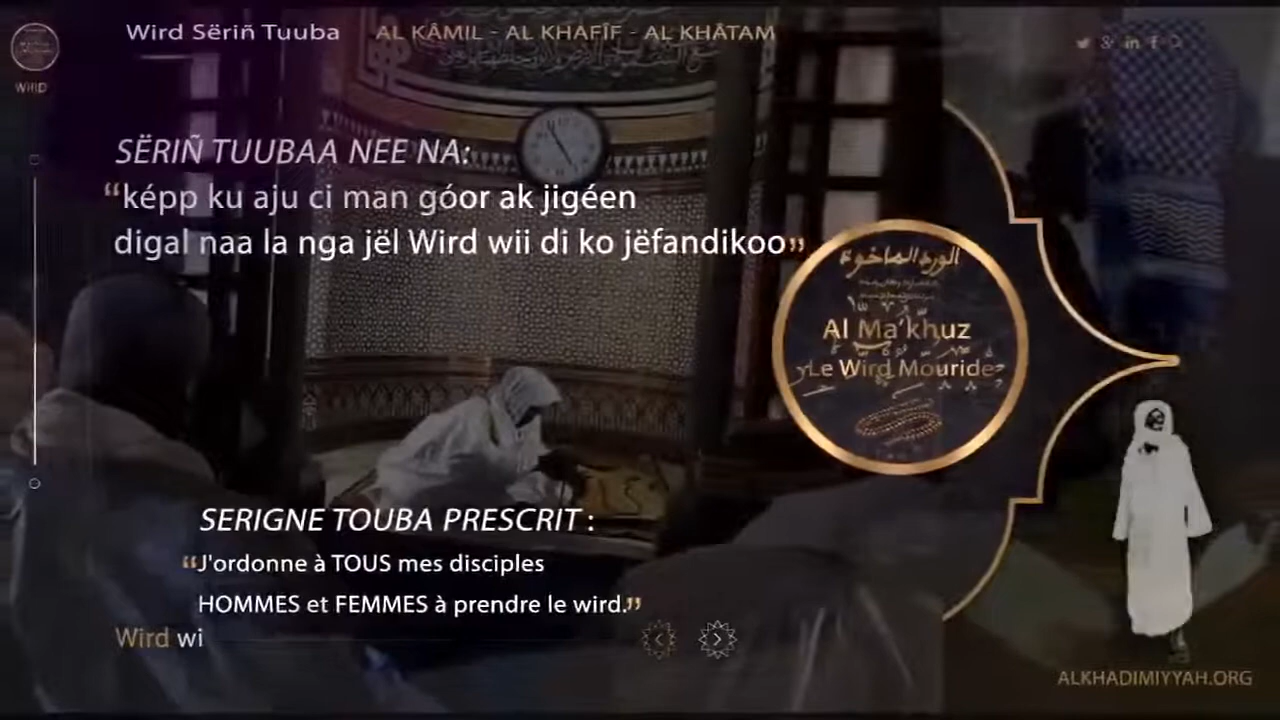 Wird Sëriñ Tuuba AL KÂMIL - AL KHAFÎF - AL KHÂTAM
WIRD
SËRIÑ TUUBAA NEE NA:
“képp ku aju ci man góor ak jigéen
digal naa la nga jël Wird wii di ko jëfandikoo”
Al Ma'khuz
Le Wird Mouride
SERIGNE TOUBA PRESCRIT :
“J'ordonne à TOUS mes disciples
HOMMES et FEMMES à prendre le wird.”
Wird wi
ALKHADIMIYYAH.ORG